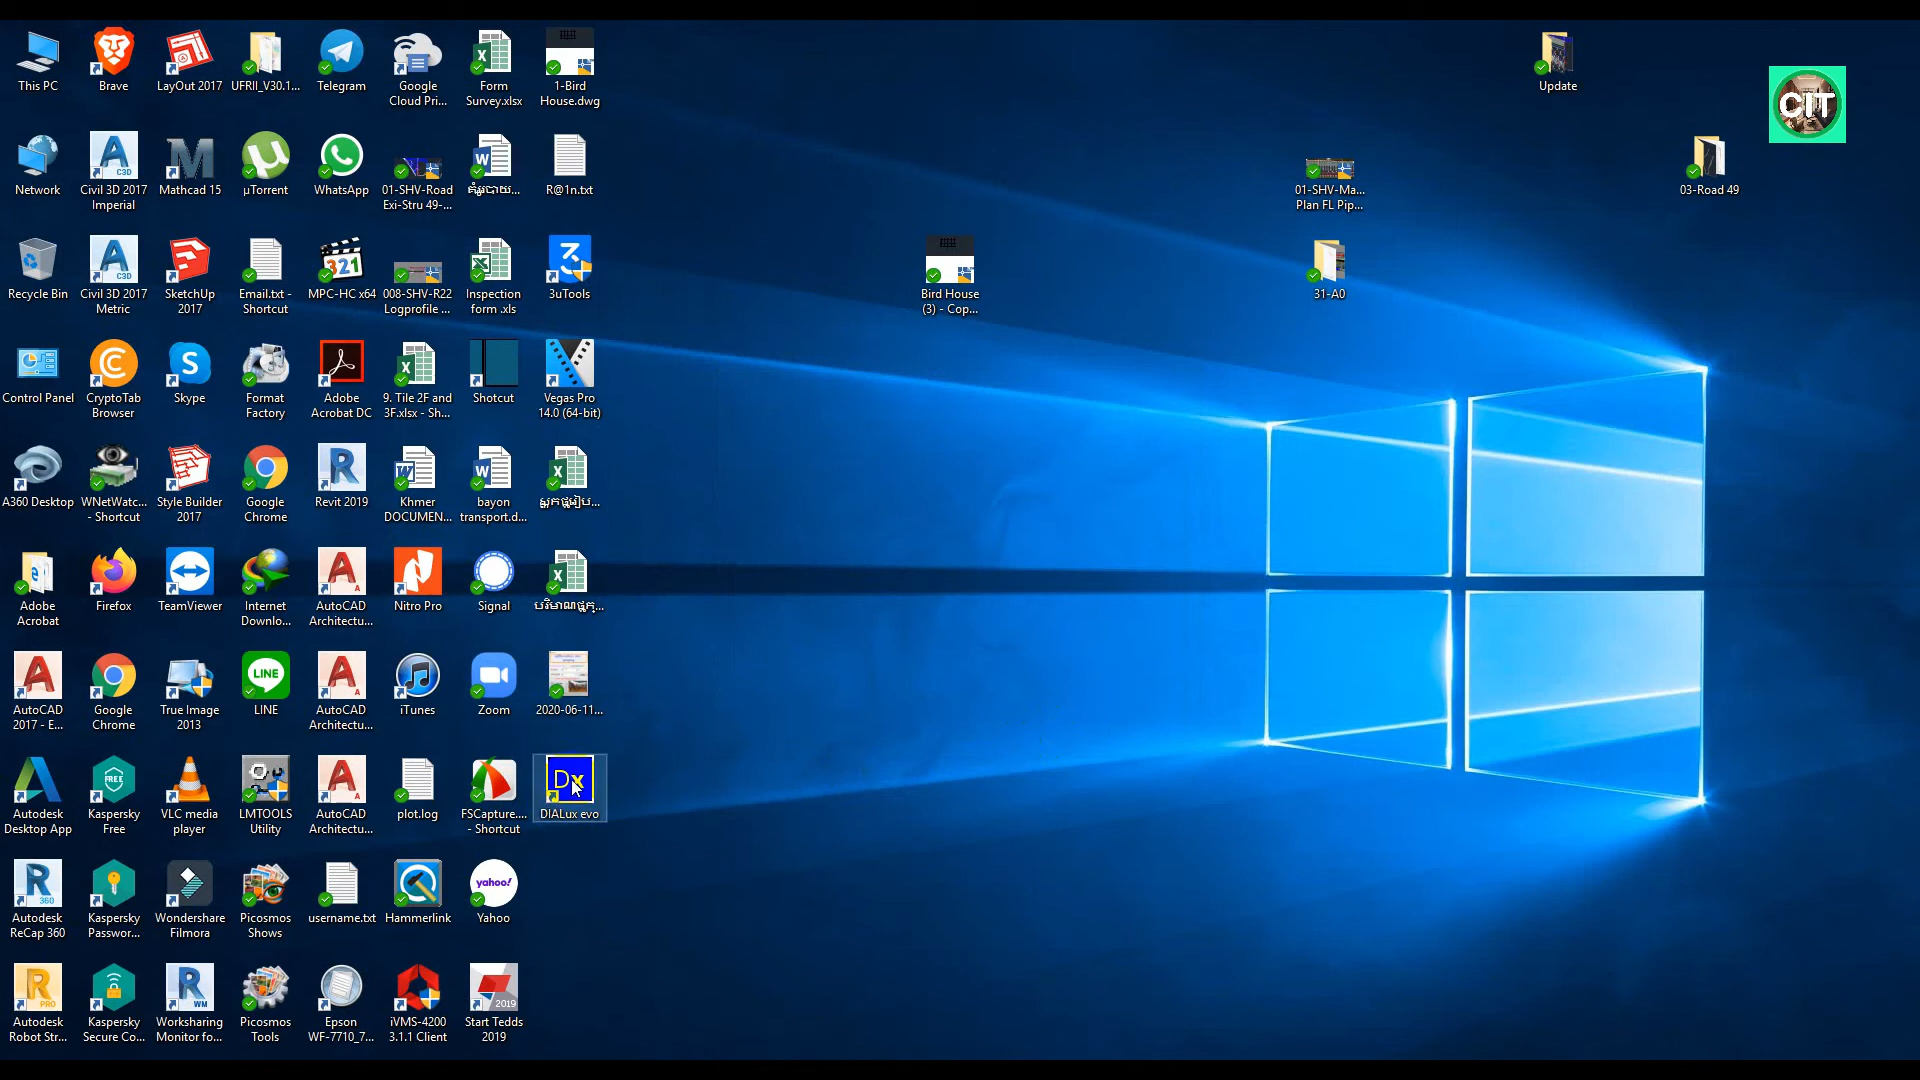 This PC
Brave
LayOut 2017
UFRII_V30.1...
Telegram
Google
Cloud Pri...
Form
Survey.xlsx
1-Bird
House.dwg
Update
CIT
Network
Civil 3D 2017
Imperial
Mathcad 15
µTorrent
WhatsApp
01-SHV-Road
Exi-Stru 49-...
R@1n.txt
01-SHV-Ma...
Plan FL Pip...
03-Road 49
Recycle Bin
Civil 3D 2017
Metric
SketchUp
2017
Email.txt -
Shortcut
MPC-HC x64
008-SHV-R22
Logprofile ...
Inspection
form .xls
3uTools
Bird House
(3) - Cop...
31-A0
Control Panel
CryptoTab
Browser
Skype
Format
Factory
Adobe
Acrobat DC
9. Tile 2F and
3F.xlsx - Sh...
Shotcut
Vegas Pro
14.0 (64-bit)
A360 Desktop
WNetWatc...
- Shortcut
Style Builder
2017
Google
Chrome
Revit 2019
Khmer
DOCUMEN...
bayon
transport.d...
Adobe
Acrobat
Firefox
TeamViewer
Internet
Downlo...
AutoCAD
Architectu...
Nitro Pro
Signal
AutoCAD
2017 - E...
Google
Chrome
True Image
2013
LINE
LINE
AutoCAD
Architectu...
iTunes
Zoom
2020-06-11...
Autodesk
Desktop App
FREE
Kaspersky
Free
VLC media
player
LMTOOLS
Utility
AutoCAD
Architectu...
plot.log
FSCapture....
- Shortcut
Dx
DIALux evo
Autodesk
ReCap 360
Kaspersky
Passwor...
Wondershare
Filmora
Picosmos
Shows
username.txt
Hammerlink
yahoo!
Yahoo
Autodesk
Robot Str...
Kaspersky
Secure Co...
Worksharing
Monitor fo...
Picosmos
Tools
Epson
WF-7710_7...
iVMS-4200
3.1.1 Client
2019
Start Tedds
2019